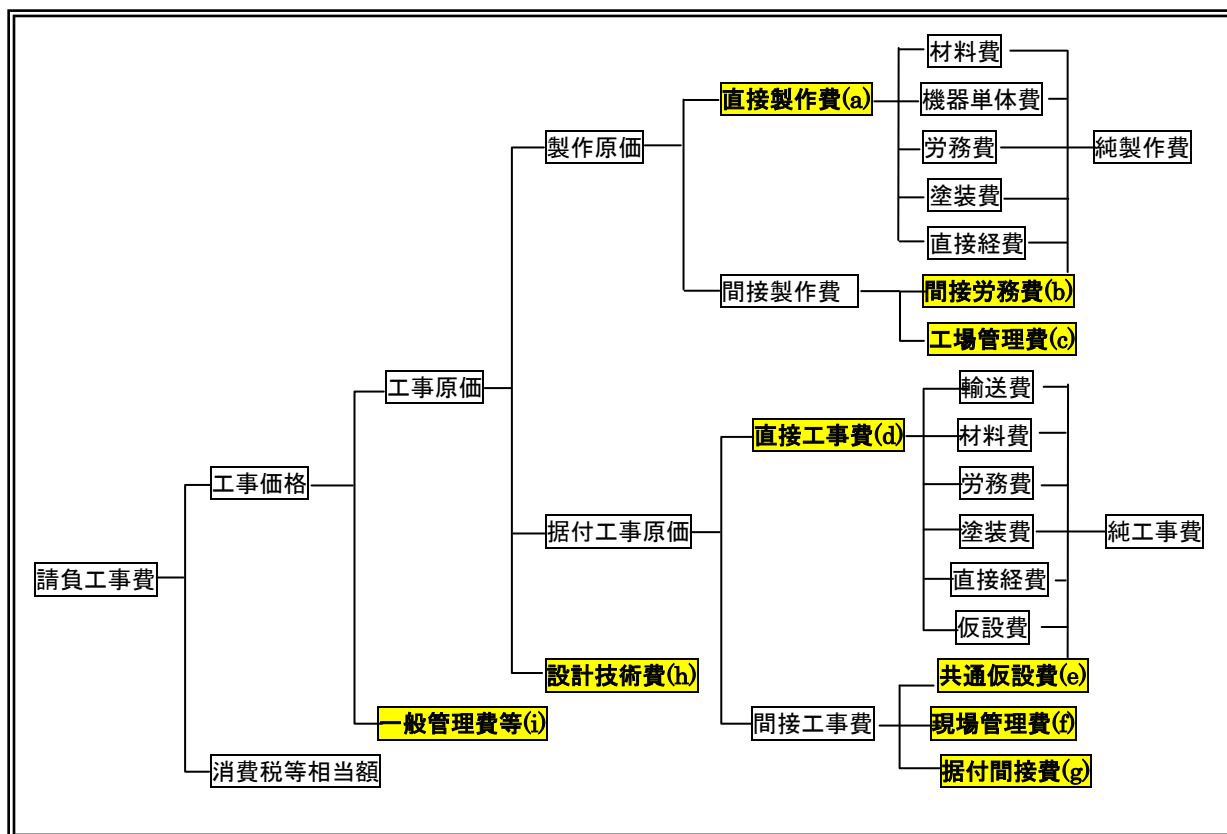 材料費
直接製作費(a)
機器単体費
製作原価
労務費
純製作費
塗装費
直接経費
間接製作費
間接労務費(b)
工場管理費(c)
工事原価
輸送費
直接工事費(d)
材料費
工事価格
労務費
据付工事原価
塗装費
純工事費
請負工事費
直接経費
仮設費
設計技術費(h)
共通仮設費(e)
一般管理費等(i)
間接工事費
現場管理費(f)
消費税等相当額
据付間接費(g)